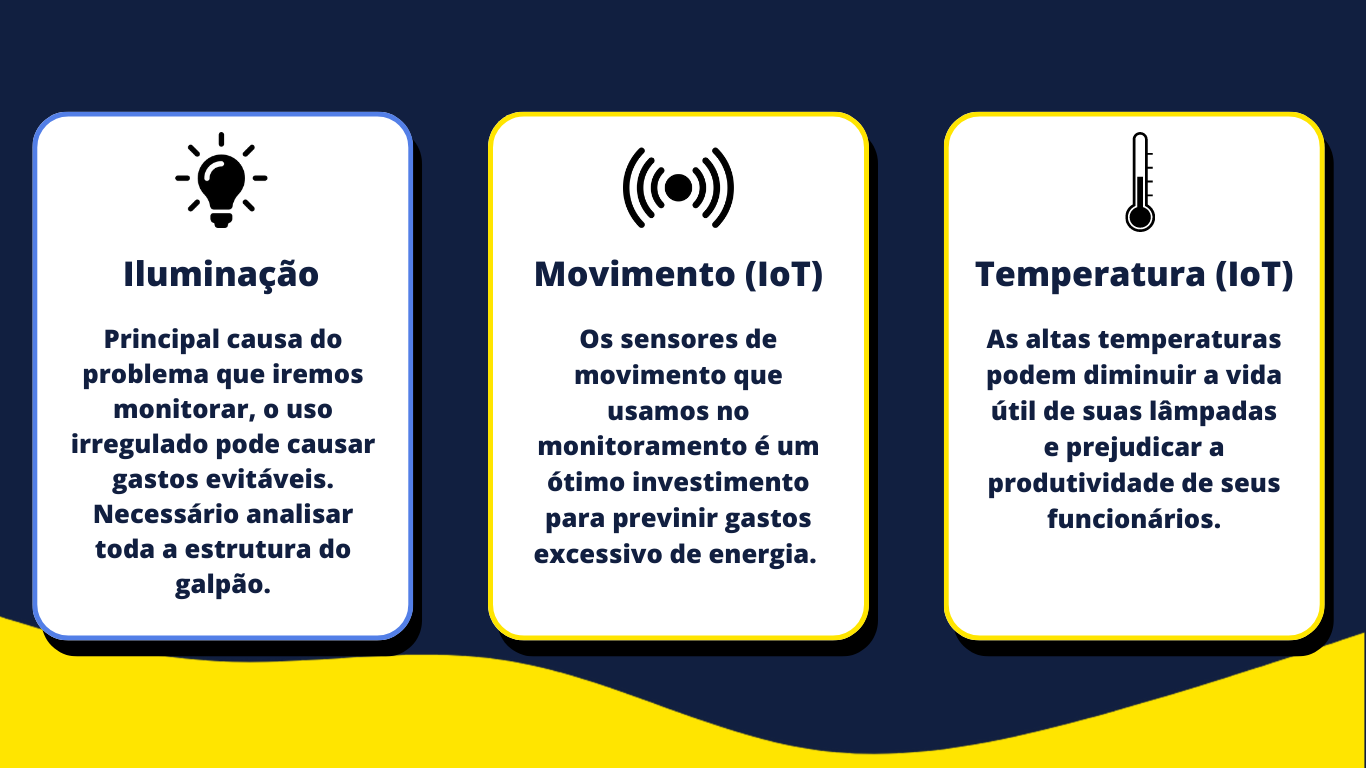 Iluminação
Principal causa do
problema que iremos
monitorar, o uso
irregulado pode causar
gastos evitáveis.
Necessário analisar
toda a estrutura do
galpão.
Movimento (IoT)
Os sensores de
movimento que
usamos no
monitoramento é um
ótimo investimento
para previnir gastos
excessivo de energia.
Temperatura (IoT)
As altas temperaturas
podem diminuir a vida
útil de suas lâmpadas
e prejudicar a
produtividade de seus
funcionários.